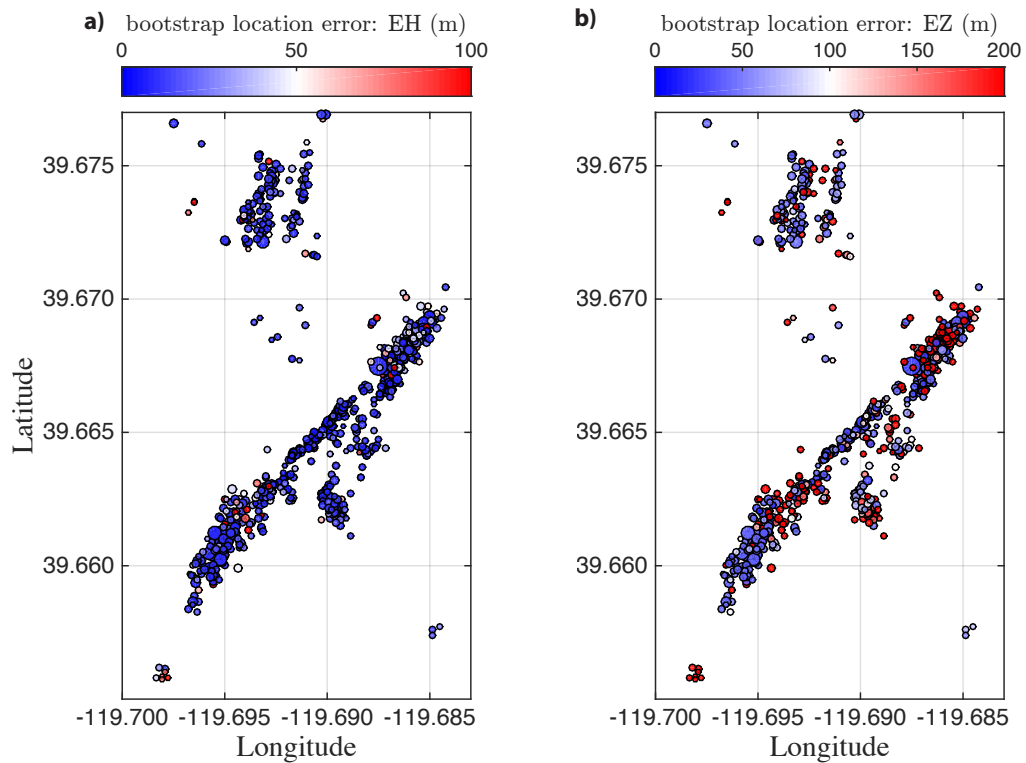 a) bootstrap location error: EH (m)
0 50 100
39.675
39.670
39.665
39.660
Latitude
-119.700 -119.695 -119.690 -119.685
Longitude
b) bootstrap location error: EZ (m)
0 50 100 150 200
39.675
39.670
39.665
39.660
-119.700 -119.695 -119.690 -119.685
Longitude